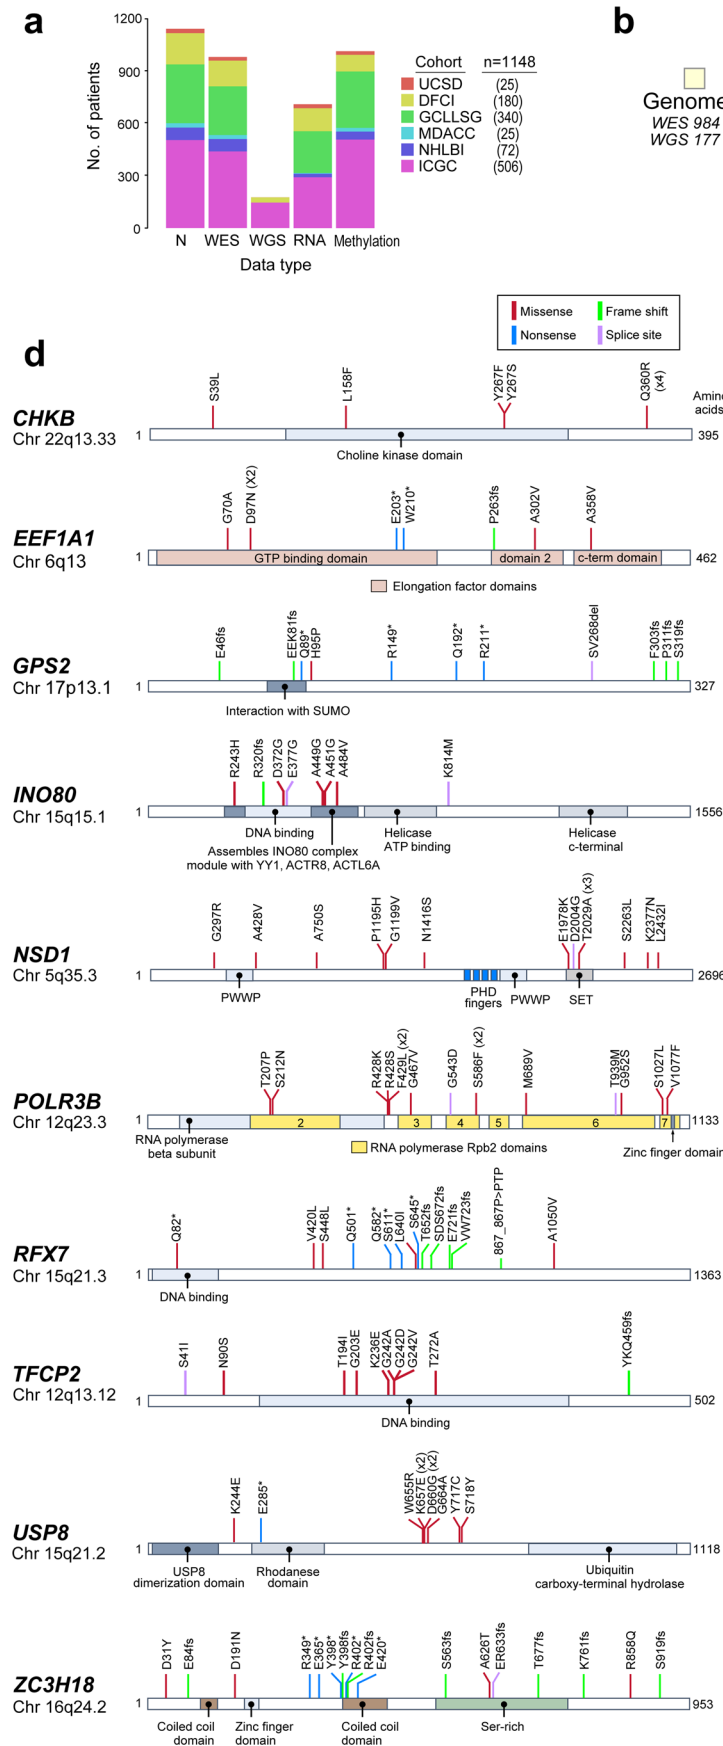 a
b
1200
900
600
300
0
No. of patients
N
WES
WGS
RNA
Methylation
Data type
Cohort n=1148
UCSD (25)
DFCI (180)
GCLLSG (340)
MDACC (25)
NHLBI (72)
ICGC (506)
Genome
WES 984
WGS 177
d
Missense
Frame shift
Nonsense
Splice site
CHKB
Chr 22q13.33
S39L
L158F
Y267F
Y267S
Q360R
(x4)
Amino
acids
1
395
Choline kinase domain
EEF1A1
Chr 6q13
G70A
D97N (X2)
E203*
W210*
P263fs
A302V
A358V
1
GTP binding domain
domain 2
c-term domain
462
Elongation factor domains
GPS2
Chr 17p13.1
E46fs
EEK81fs
Q89*
H95P
R149*
Q192*
R211*
SV268del
F303fs
P311fs
S319fs
1
327
Interaction with SUMO
INO80
Chr 15q15.1
R243H
R320fs
D372G
E377G
A449G
A451G
A484V
K814M
1
1556
DNA binding
Assembles INO80 complex
module with YY1, ACTR8, ACTL6A
Helicase
ATP binding
Helicase
c-terminal
NSD1
Chr 5q35.3
G297R
A428V
A750S
P1195H
G1199V
N1416S
E1978K
D2004G
T2029A (x3)
S2263L
K2377N
L2432I
1
2696
PWWP
PHD
fingers
PWWP
SET
POLR3B
Chr 12q23.3
T207P
S212N
R428K
R428S
F429L (x2)
G467V
G543D
S586F (x2)
M689V
T939M
G952S
S1027L
V1077F
1
2
3
4
5
6
7
1133
RNA polymerase
beta subunit
RNA polymerase Rpb2 domains
Zinc finger domain
RFX7
Chr 15q21.3
Q82*
V420L
S448L
Q501*
Q582*
S611*
L640I
S645*
T652fs
SDS672fs
E721fs
VW723fs
867_867P>PTP
A1050V
1
1363
DNA binding
TFCP2
Chr 12q13.12
S41I
N90S
T194I
G203E
K236E
G242A
G242D
G242V
T272A
YKQ459fs
1
502
DNA binding
USP8
Chr 15q21.2
K244E
E285*
W655R
K657E (x2)
D660G (x2)
G664A
Y717C
S718Y
1
1118
USP8
dimerization domain
Rhodanese
domain
Ubiquitin
carboxy-terminal hydrolase
ZC3H18
Chr 16q24.2
D31Y
E84fs
D191N
R349*
E365*
Y398*
Y398fs
R402*
R402fs
E420*
S563fs
A626T
ER633fs
T677fs
K761fs
R858Q
S919fs
1
953
Coiled coil
domain
Zinc finger
domain
Coiled coil
domain
Ser-rich